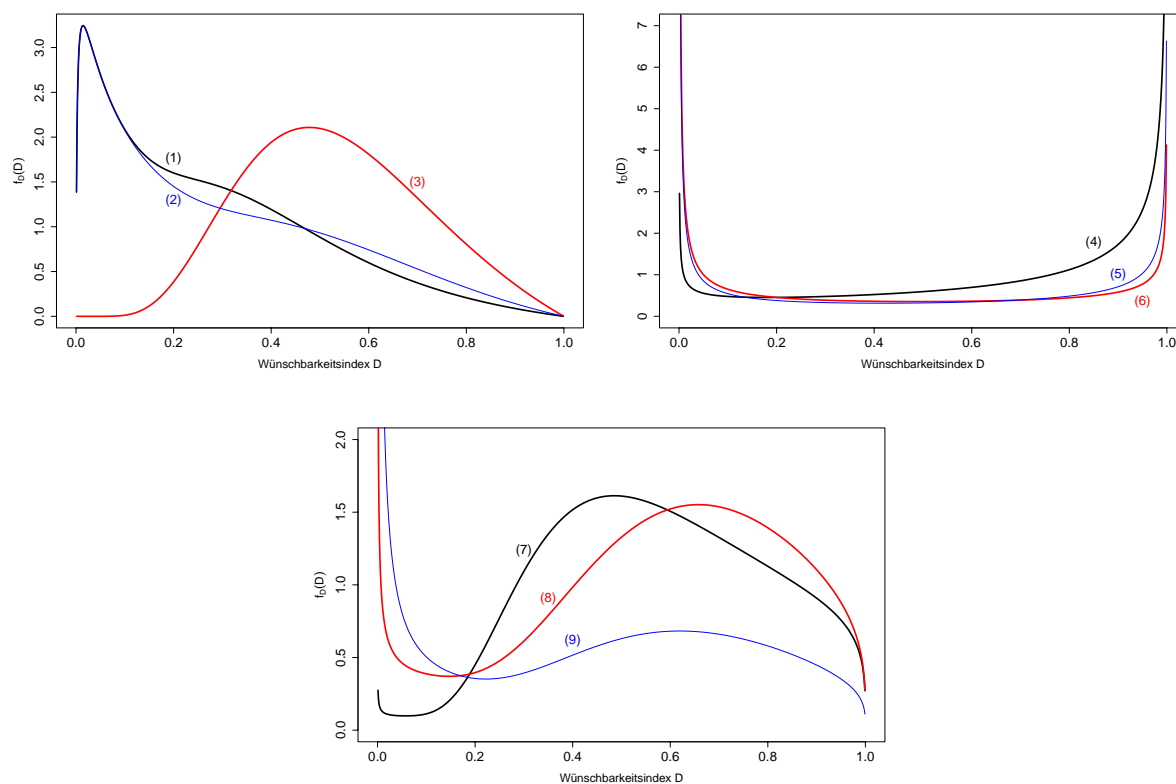 f_D(D)
0.0 0.5 1.0 1.5 2.0 2.5 3.0
(1)
(2)
(3)
0.0 0.2 0.4 0.6 0.8 1.0
Wünschbarkeitsindex D
f_D(D)
0 1 2 3 4 5 6 7
(4)
(5)
(6)
0.0 0.2 0.4 0.6 0.8 1.0
Wünschbarkeitsindex D
f_D(D)
0.0 0.5 1.0 1.5 2.0
(7)
(8)
(9)
0.0 0.2 0.4 0.6 0.8 1.0
Wünschbarkeitsindex D